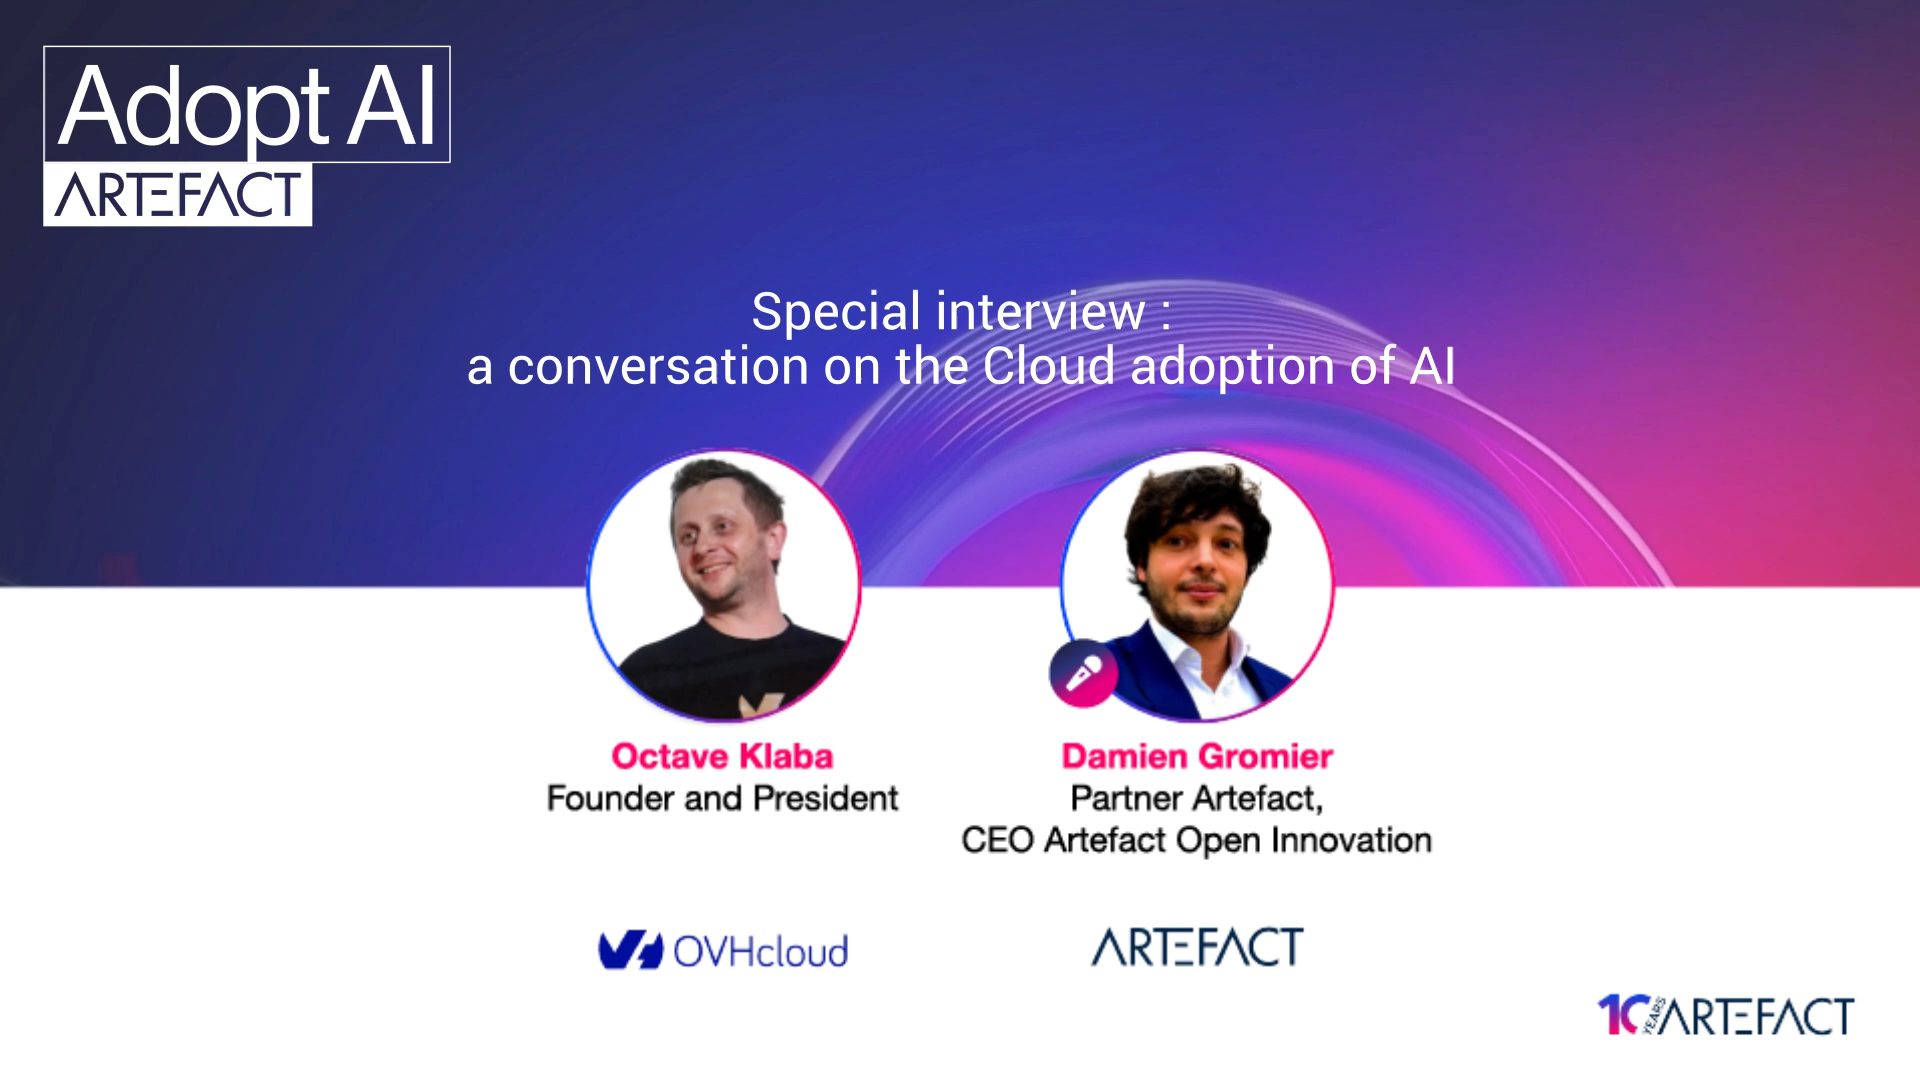 Adopt AI
ARTEFACT
Special interview :
a conversation on the Cloud adoption of AI
Octave Klaba
Founder and President
Damien Gromier
Partner Artefact,
CEO Artefact Open Innovation
OVHcloud
ARTEFACT
10 YEARS ARTEFACT